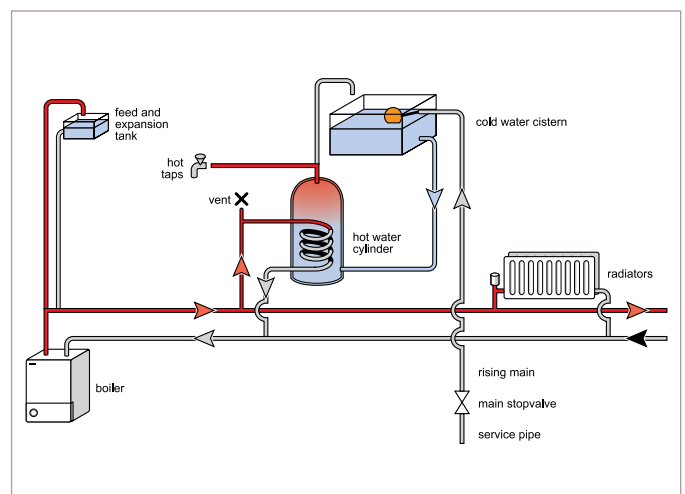 feed and
expansion
tank
cold water cistern
hot
taps
vent
hot water
cylinder
radiators
boiler
rising main
main stopvalve
service pipe